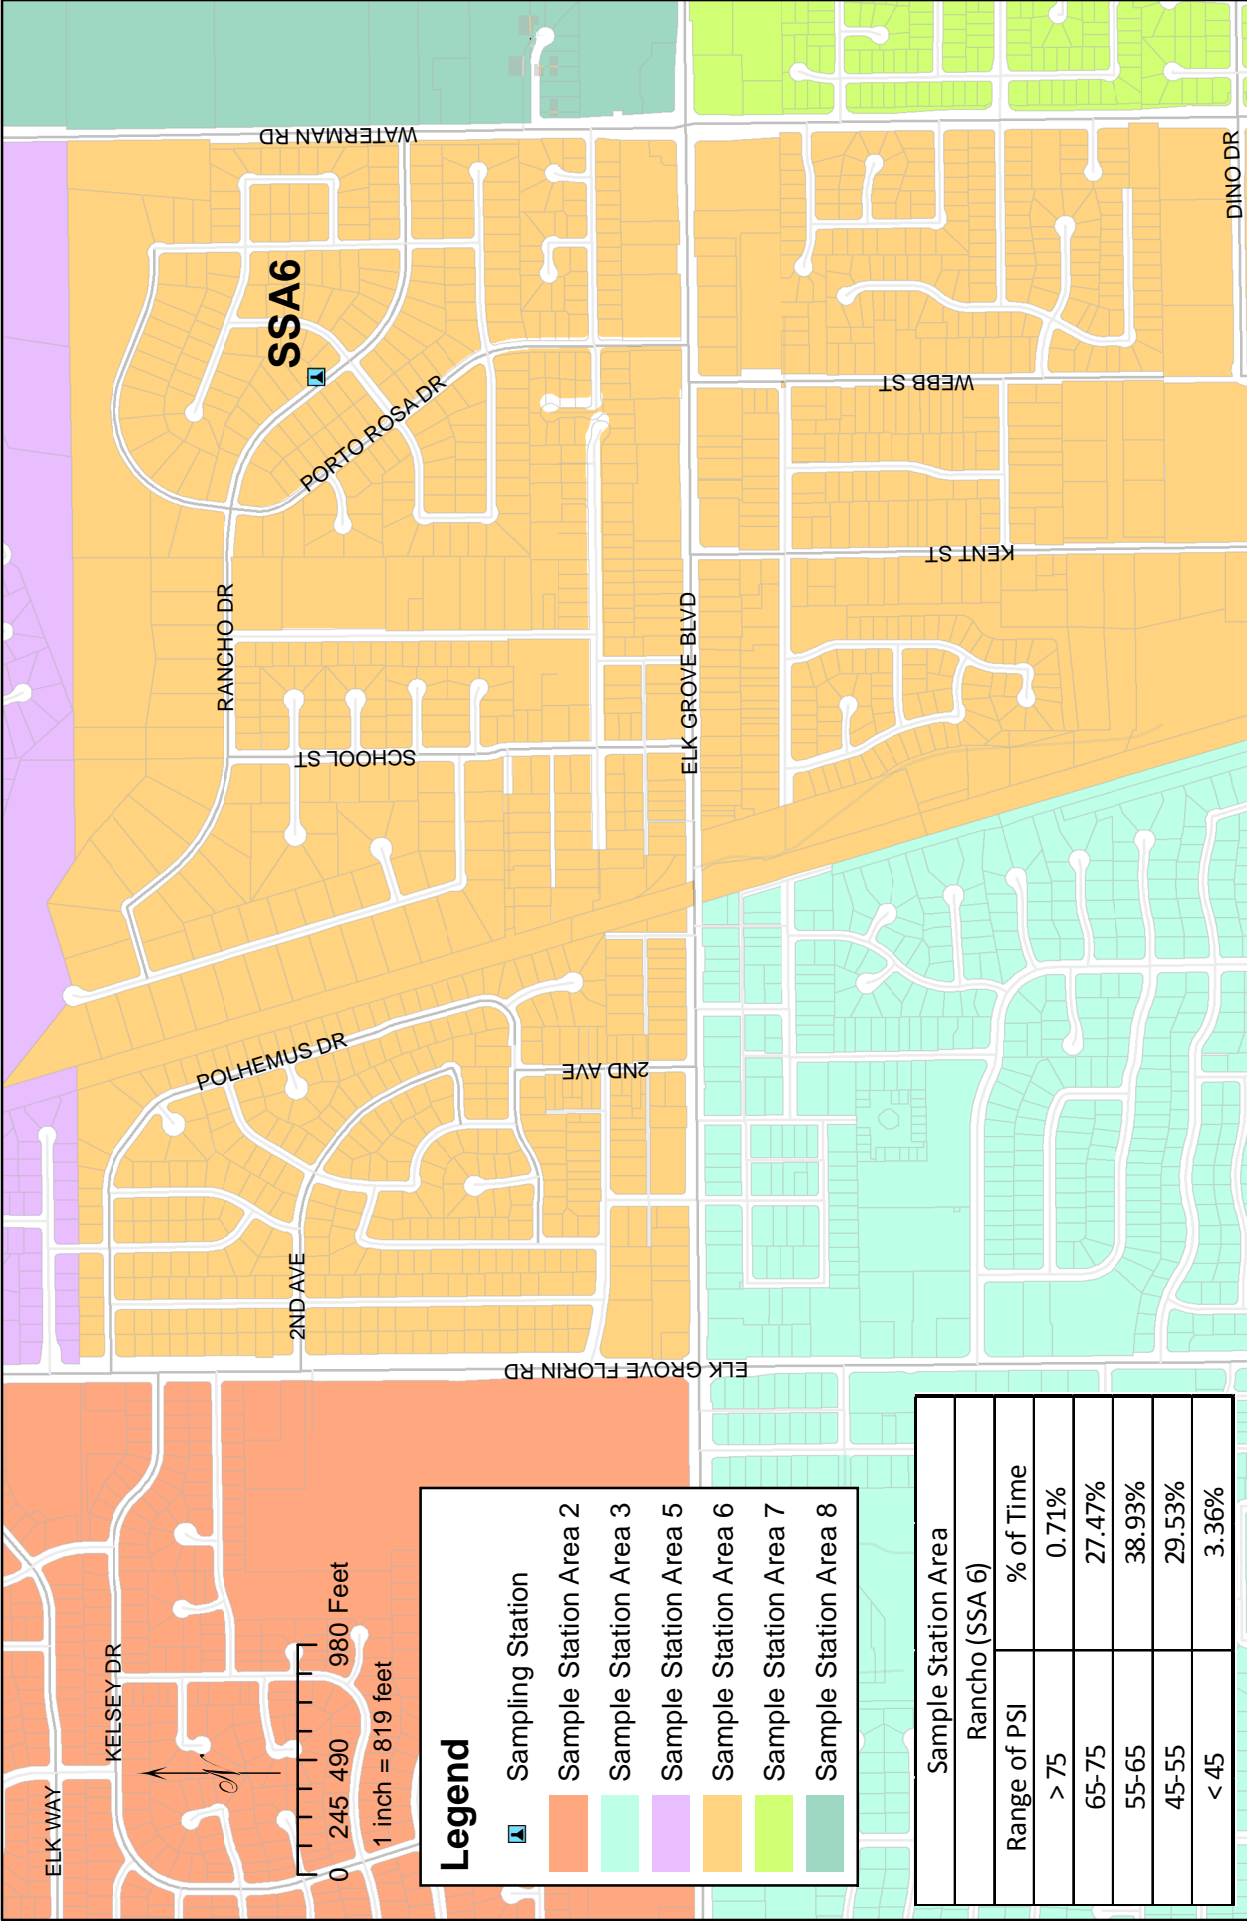 WATERMAN RD
DINO DR
SSA6
PORTO ROSA DR
WEBB ST
KENT ST
RANCHO DR
ELK GROVE BLVD
SCHOOL ST
POLHEMUS DR
2ND AVE
2ND AVE
ELK GROVE FLORIN RD
KELSEY DR
ELK WAY
N
0 245 490 980 Feet
1 inch = 819 feet
Legend
Sampling Station
Sample Station Area 2
Sample Station Area 3
Sample Station Area 5
Sample Station Area 6
Sample Station Area 7
Sample Station Area 8
Sample Station Area
Rancho (SSA 6)
Range of PSI % of Time
> 75 0.71%
65-75 27.47%
55-65 38.93%
45-55 29.53%
< 45 3.36%